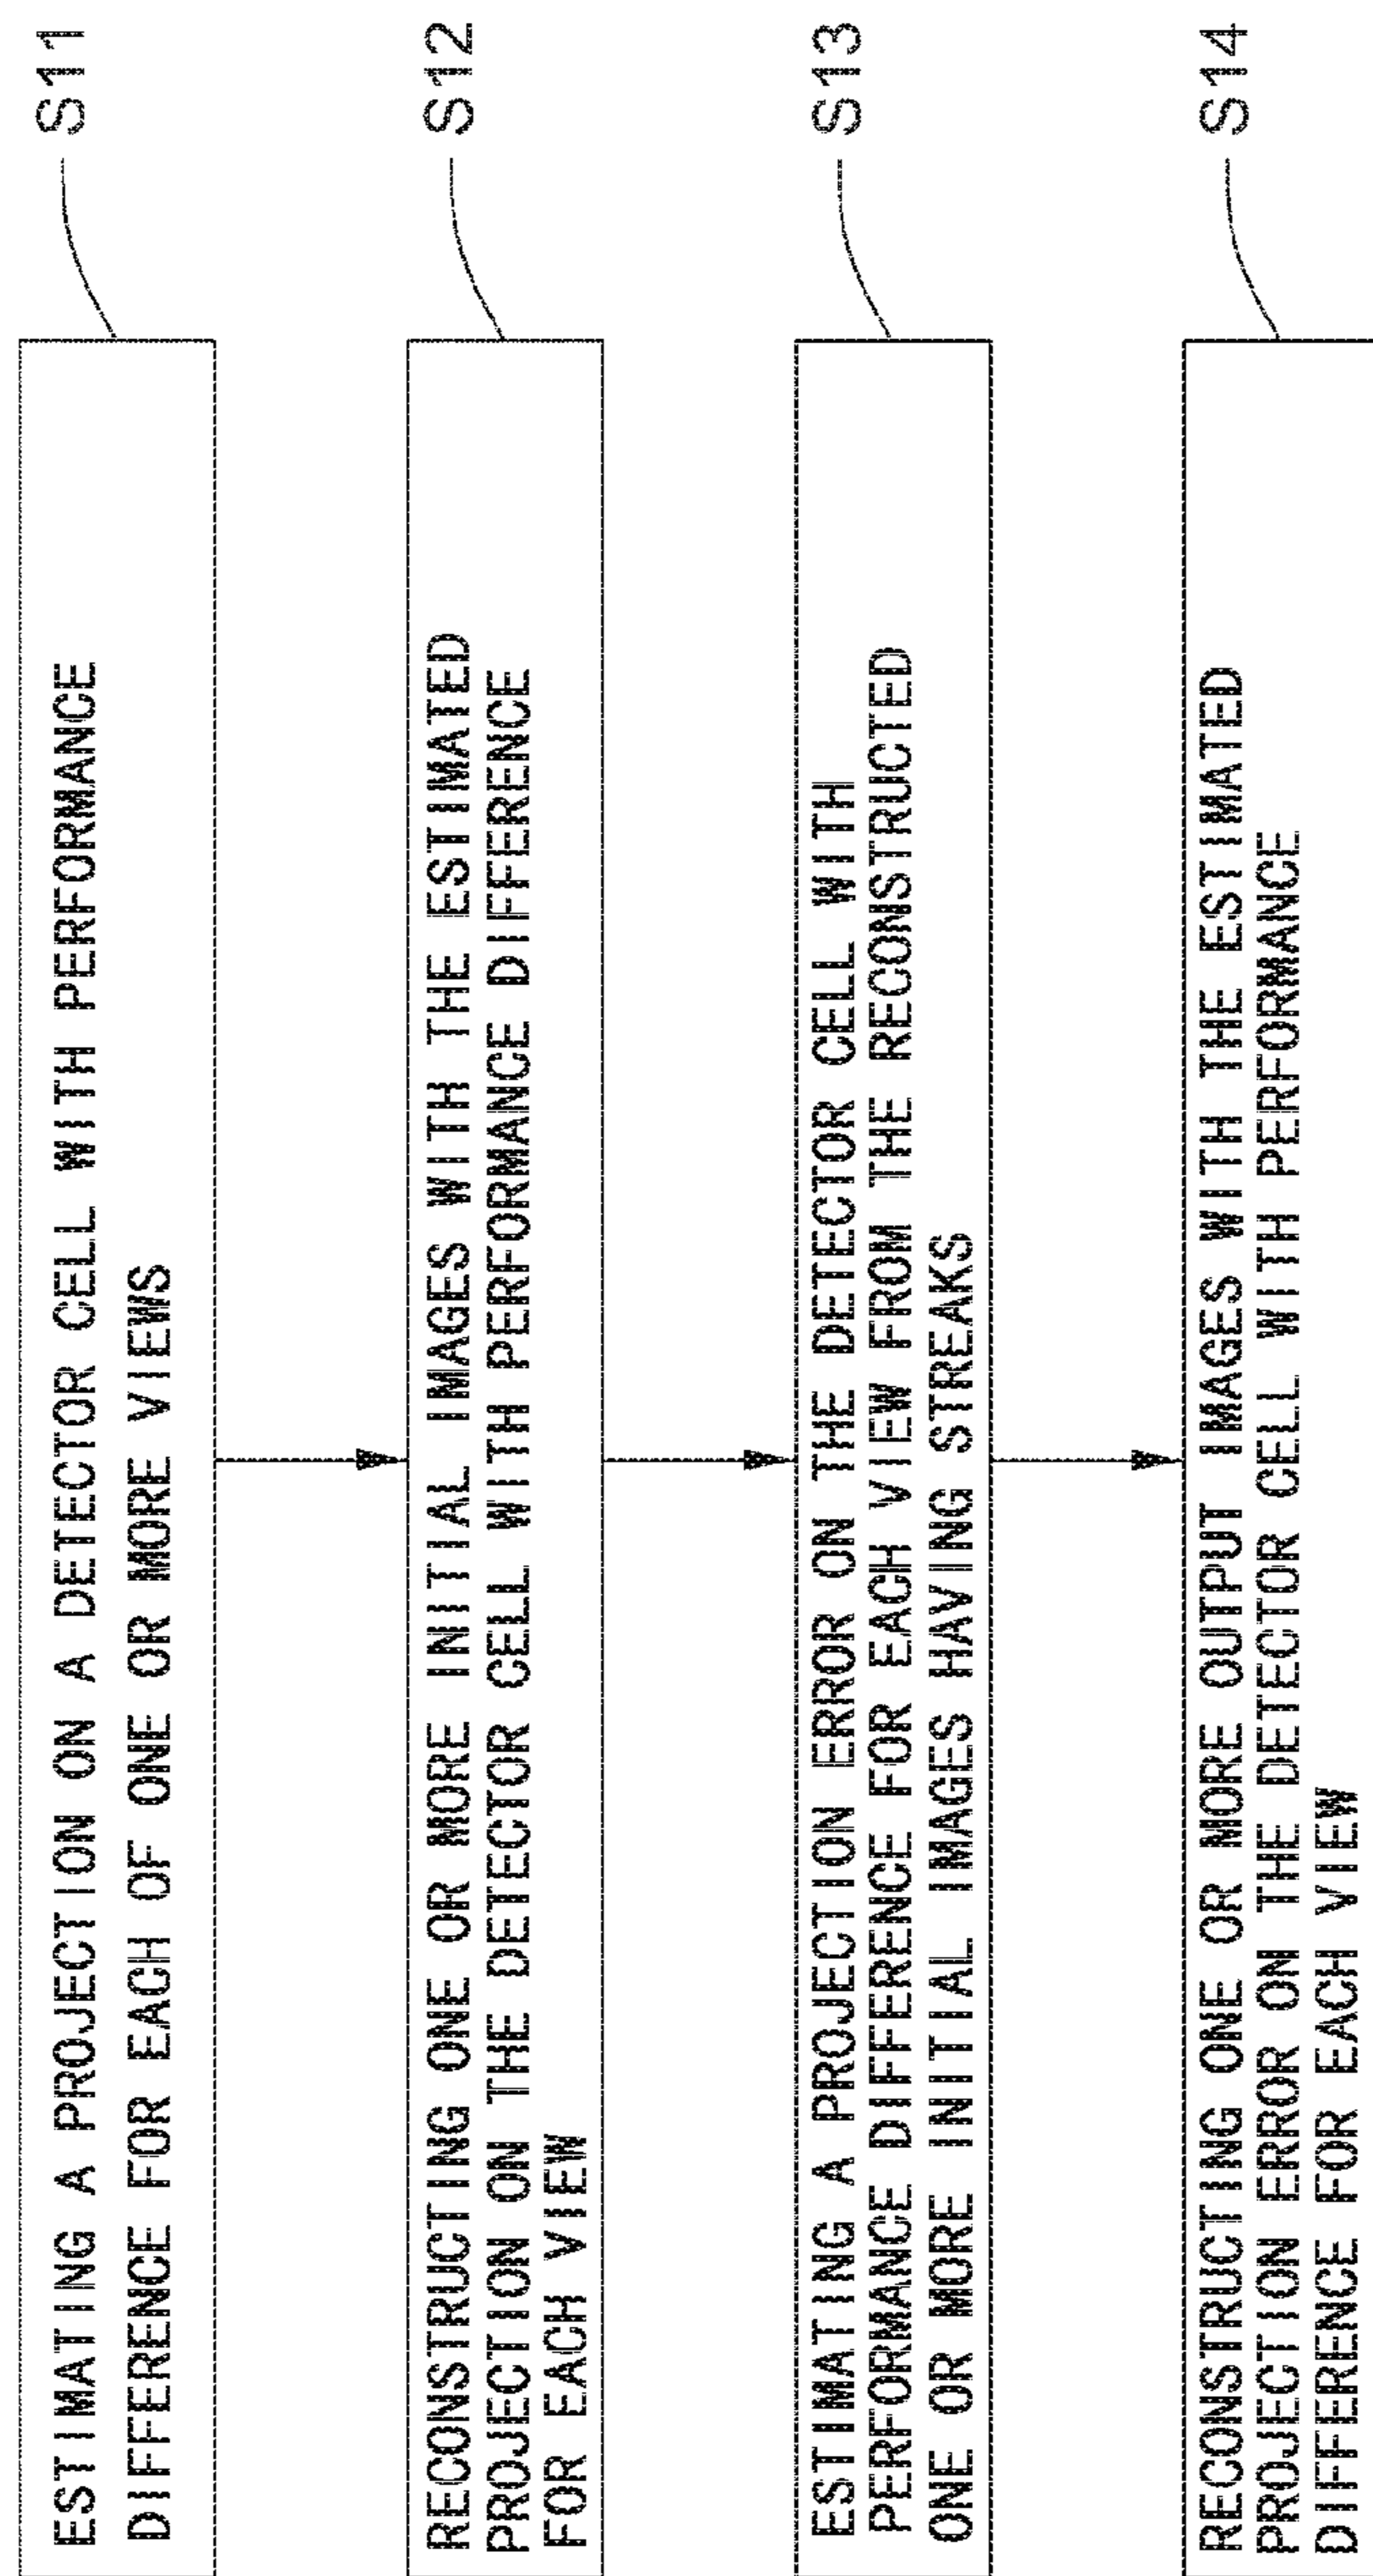 S11
ESTIMATING A PROJECTION ON A DETECTOR CELL WITH PERFORMANCE
DIFFERENCE FOR EACH OF ONE OR MORE VIEWS
S12
RECONSTRUCTING ONE OR MORE INITIAL IMAGES WITH THE ESTIMATED
PROJECTION ON THE DETECTOR CELL WITH PERFORMANCE DIFFERENCE
FOR EACH VIEW
S13
ESTIMATING A PROJECTION ERROR ON THE DETECTOR CELL WITH
PERFORMANCE DIFFERENCE FOR EACH VIEW FROM THE RECONSTRUCTED
ONE OR MORE INITIAL IMAGES HAVING STREAKS
S14
RECONSTRUCTING ONE OR MORE OUTPUT IMAGES WITH THE ESTIMATED
PROJECTION ERROR ON THE DETECTOR CELL WITH PERFORMANCE
DIFFERENCE FOR EACH VIEW